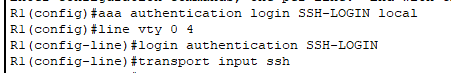 R1(config)#aaa authentication login SSH-LOGIN local
R1(config)#line vty 0 4
R1(config-line)#login authentication SSH-LOGIN
R1(config-line)#transport input ssh